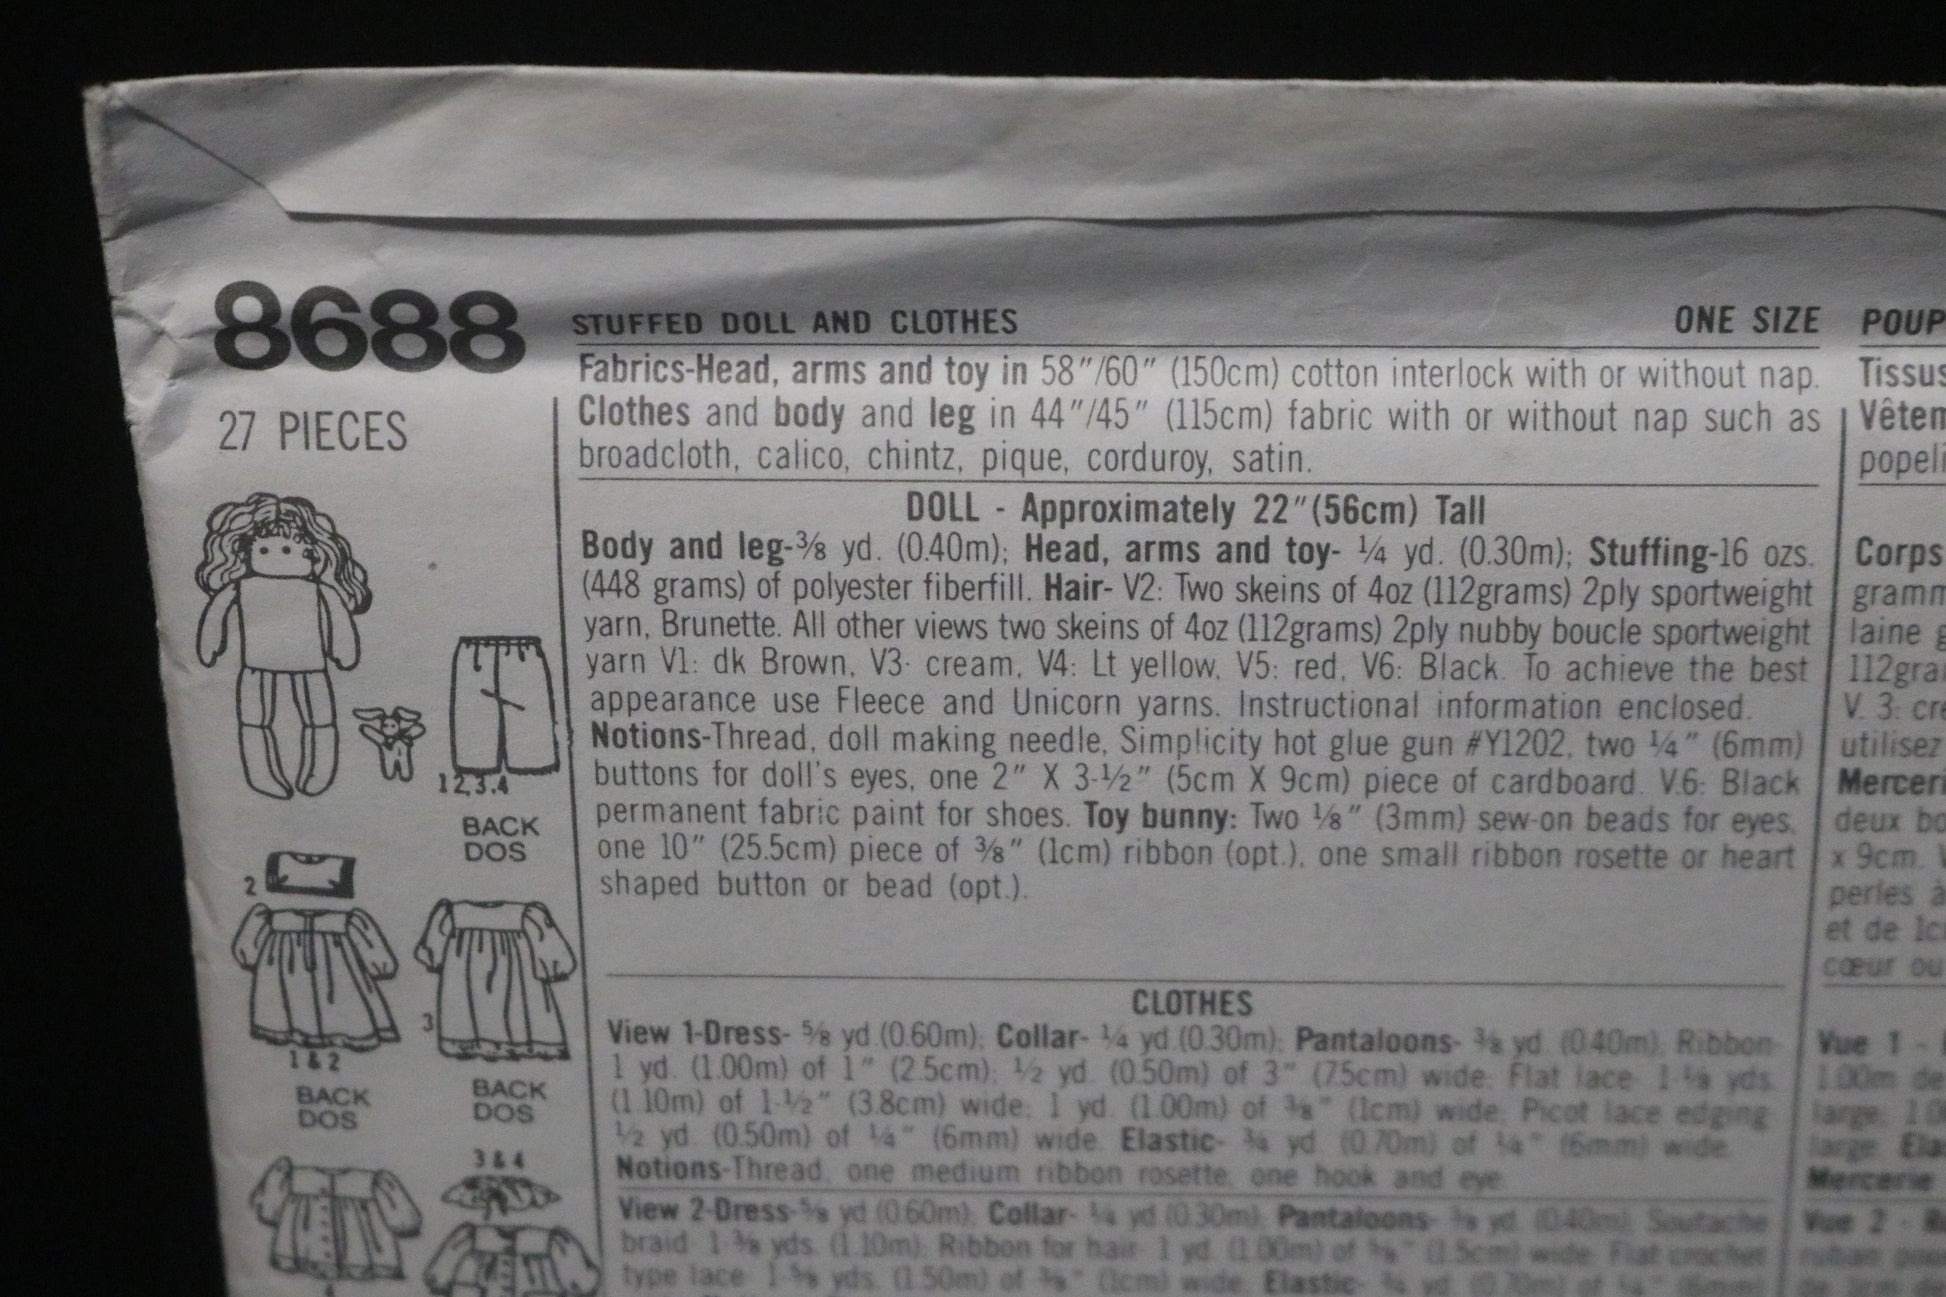 8688
27 PIECES
1 2,3,4
BACK
DOS
2
1 & 2
BACK
DOS
3
BACK
DOS
3 & 4
STUFFED DOLL AND CLOTHES ONE SIZE
Fabrics-Head, arms and toy in 58"/60" (150cm) cotton interlock with or without nap.
Clothes and body and leg in 44"/45" (115cm) fabric with or without nap such as
broadcloth, calico, chintz, pique, corduroy, satin.
DOLL - Approximately 22"(56cm) Tall
Body and leg-⅜ yd. (0.40m); Head, arms and toy- ¼ yd. (0.30m); Stuffing-16 ozs.
(448 grams) of polyester fiberfill. Hair- V2: Two skeins of 4oz (112grams) 2ply sportweight
yarn, Brunette. All other views two skeins of 4oz (112grams) 2ply nubby boucle sportweight
yarn V1: dk Brown, V3: cream, V4: Lt yellow, V5: red, V6: Black. To achieve the best
appearance use Fleece and Unicorn yarns. Instructional information enclosed.
Notions-Thread, doll making needle, Simplicity hot glue gun #Y1202, two ¼" (6mm)
buttons for doll's eyes, one 2" X 3-½" (5cm X 9cm) piece of cardboard. V.6: Black
permanent fabric paint for shoes. Toy bunny: Two ⅛" (3mm) sew-on beads for eyes,
one 10" (25.5cm) piece of ⅜" (1cm) ribbon (opt.), one small ribbon rosette or heart
shaped button or bead (opt.).
CLOTHES
View 1-Dress- ⅝ yd.(0.60m); Collar- ¼ yd.(0.30m); Pantaloons- ⅜ yd. (0.40m); Ribbon-
1 yd. (1.00m) of 1" (2.5cm); ½ yd. (0.50m) of 3" (7.5cm) wide; Flat lace- 1-⅛ yds.
(1.10m) of 1-½" (3.8cm) wide; 1 yd. (1.00m) of ⅜" (1cm) wide; Picot lace edging
½ yd. (0.50m) of ¼" (6mm) wide. Elastic- ¾ yd. (0.70m) of ¼" (6mm) wide.
Notions-Thread, one medium ribbon rosette, one hook and eye.
View 2-Dress-⅝ yd.(0.60m); Collar- ¼ yd.(0.30m); Pantaloons- ⅜ yd. (0.40m); Soutache
braid- yds. (1.10m); Ribbon for hair- 1 yd. (1.00m) of ⅝" (1.5cm) wide; Flat crochet
type lace- yds. (1.50m) of ⅜" (1cm) wide; Elastic- ¾ yd. (0.70m) of ¼" (6mm)
POUP
Tissus
Vêtem
popeli
Corps
gramm
laine g
112gra
V. 3: cr
utilisez
Merceri
deux bo
x 9cm. V
perles à
et de 1c
cœur ou
Vue 1 -
1.00m de
large; 1.0
large; Ela
Mercerie
Vue 2 -